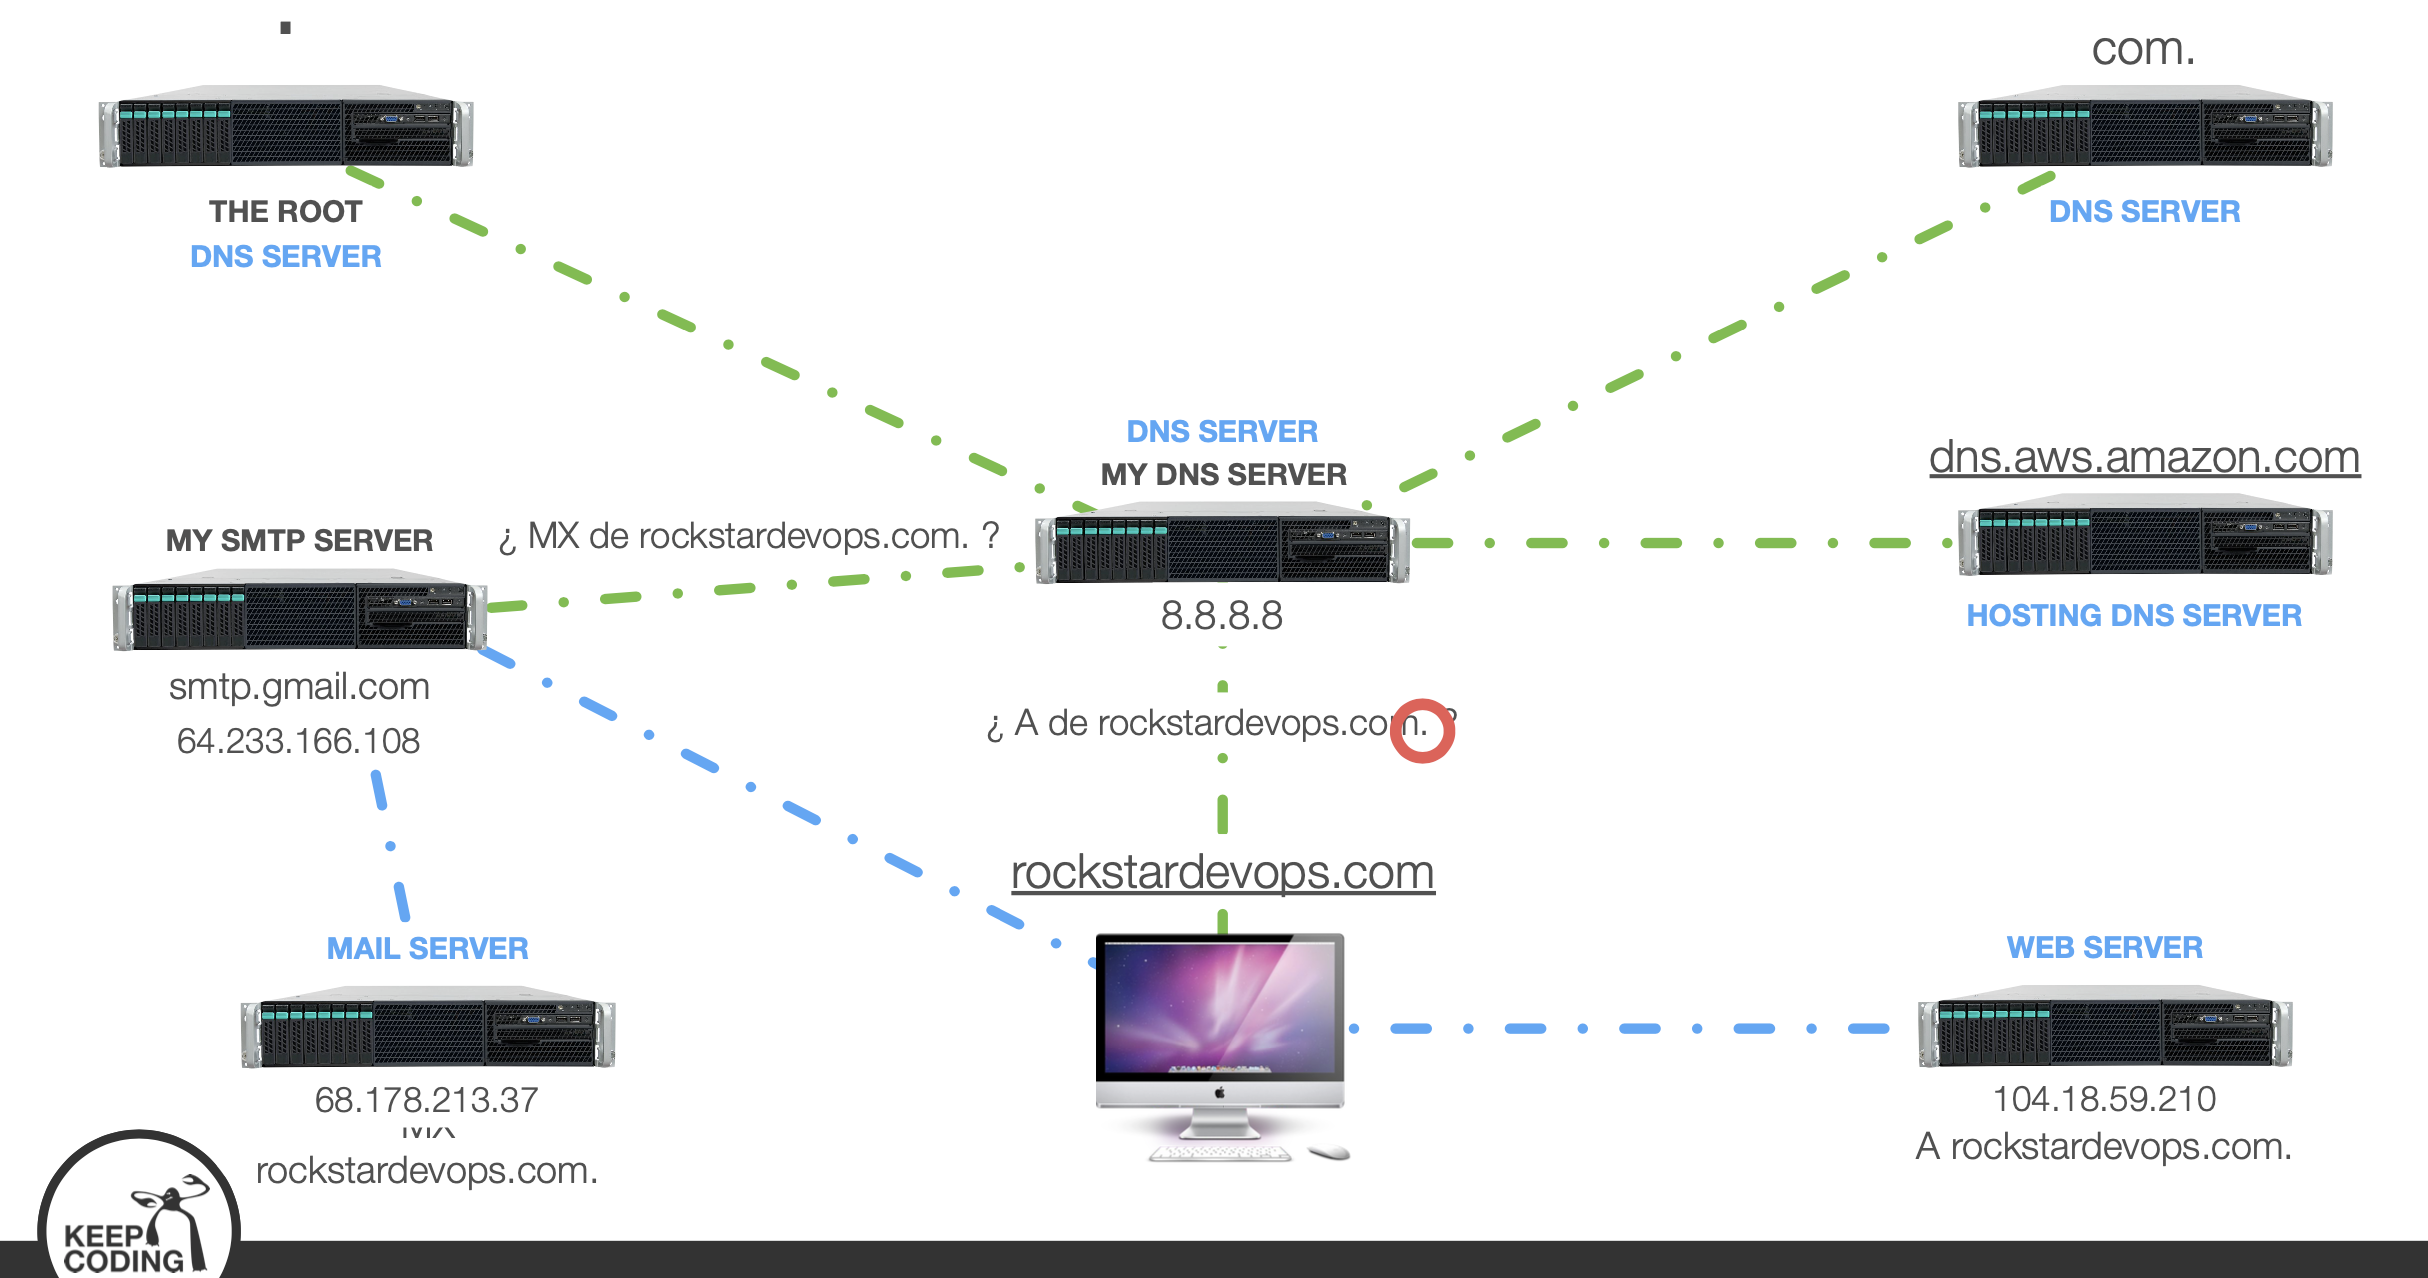 .
com.
THE ROOT
DNS SERVER
DNS SERVER
DNS SERVER
MY DNS SERVER
dns.aws.amazon.com
MY SMTP SERVER
¿ MX de rockstardevops.com. ?
8.8.8.8
HOSTING DNS SERVER
smtp.gmail.com
64.233.166.108
¿ A de rockstardevops.com. ?
rockstardevops.com
MAIL SERVER
WEB SERVER
68.178.213.37
MX
rockstardevops.com.
104.18.59.210
A rockstardevops.com.
KEEP
CODING